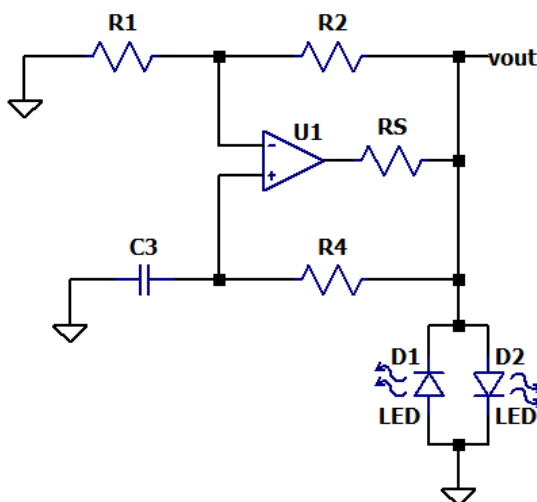 R1
R2
vout
U1
RS
-
+
C3
R4
D1
D2
LED
LED